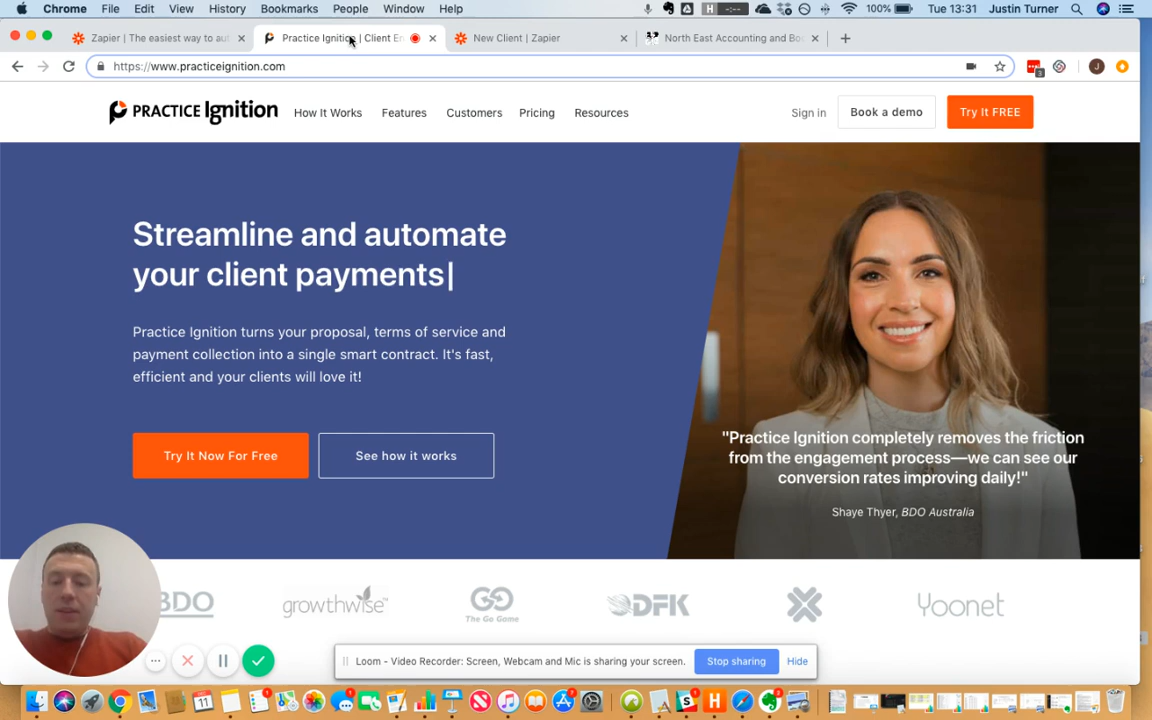 Chrome File Edit View History Bookmarks People Window Help
H --:-- 100% Tue 13:31 Justin Turner
Zapier | The easiest way to aut
Practice Ignition | Client En
New Client | Zapier
North East Accounting and Boo
https://www.practiceignition.com
3
J
PRACTICE Ignition
How It Works
Features
Customers
Pricing
Resources
Sign in
Book a demo
Try It FREE
Streamline and automate
your client payments|
Practice Ignition turns your proposal, terms of service and
payment collection into a single smart contract. It's fast,
efficient and your clients will love it!
Try It Now For Free
See how it works
"Practice Ignition completely removes the friction
from the engagement process—we can see our
conversion rates improving daily!"
Shaye Thyer, BDO Australia
BDO
growthwise
GO
The Go Game
DFK
Yoonet
Loom - Video Recorder: Screen, Webcam and Mic is sharing your screen.
Stop sharing
Hide